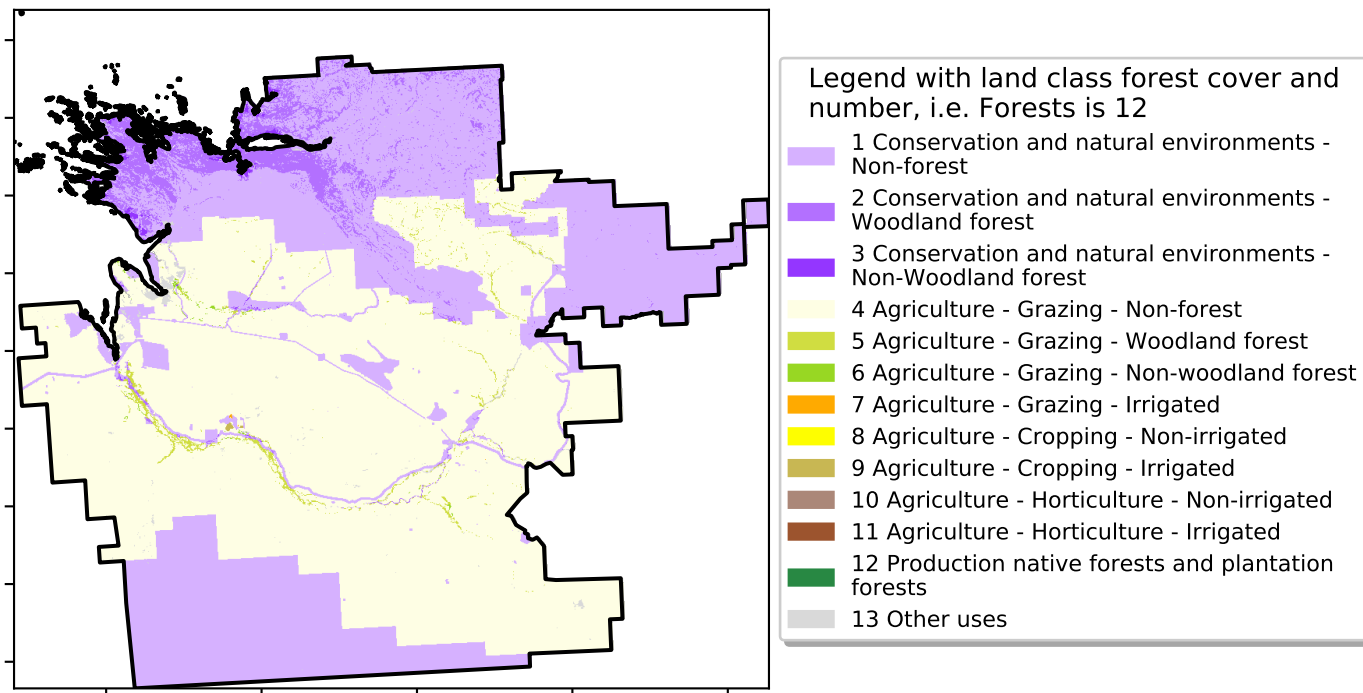 Legend with land class forest cover and
number, i.e. Forests is 12
1 Conservation and natural environments -
Non-forest
2 Conservation and natural environments -
Woodland forest
3 Conservation and natural environments -
Non-Woodland forest
4 Agriculture - Grazing - Non-forest
5 Agriculture - Grazing - Woodland forest
6 Agriculture - Grazing - Non-woodland forest
7 Agriculture - Grazing - Irrigated
8 Agriculture - Cropping - Non-irrigated
9 Agriculture - Cropping - Irrigated
10 Agriculture - Horticulture - Non-irrigated
11 Agriculture - Horticulture - Irrigated
12 Production native forests and plantation
forests
13 Other uses